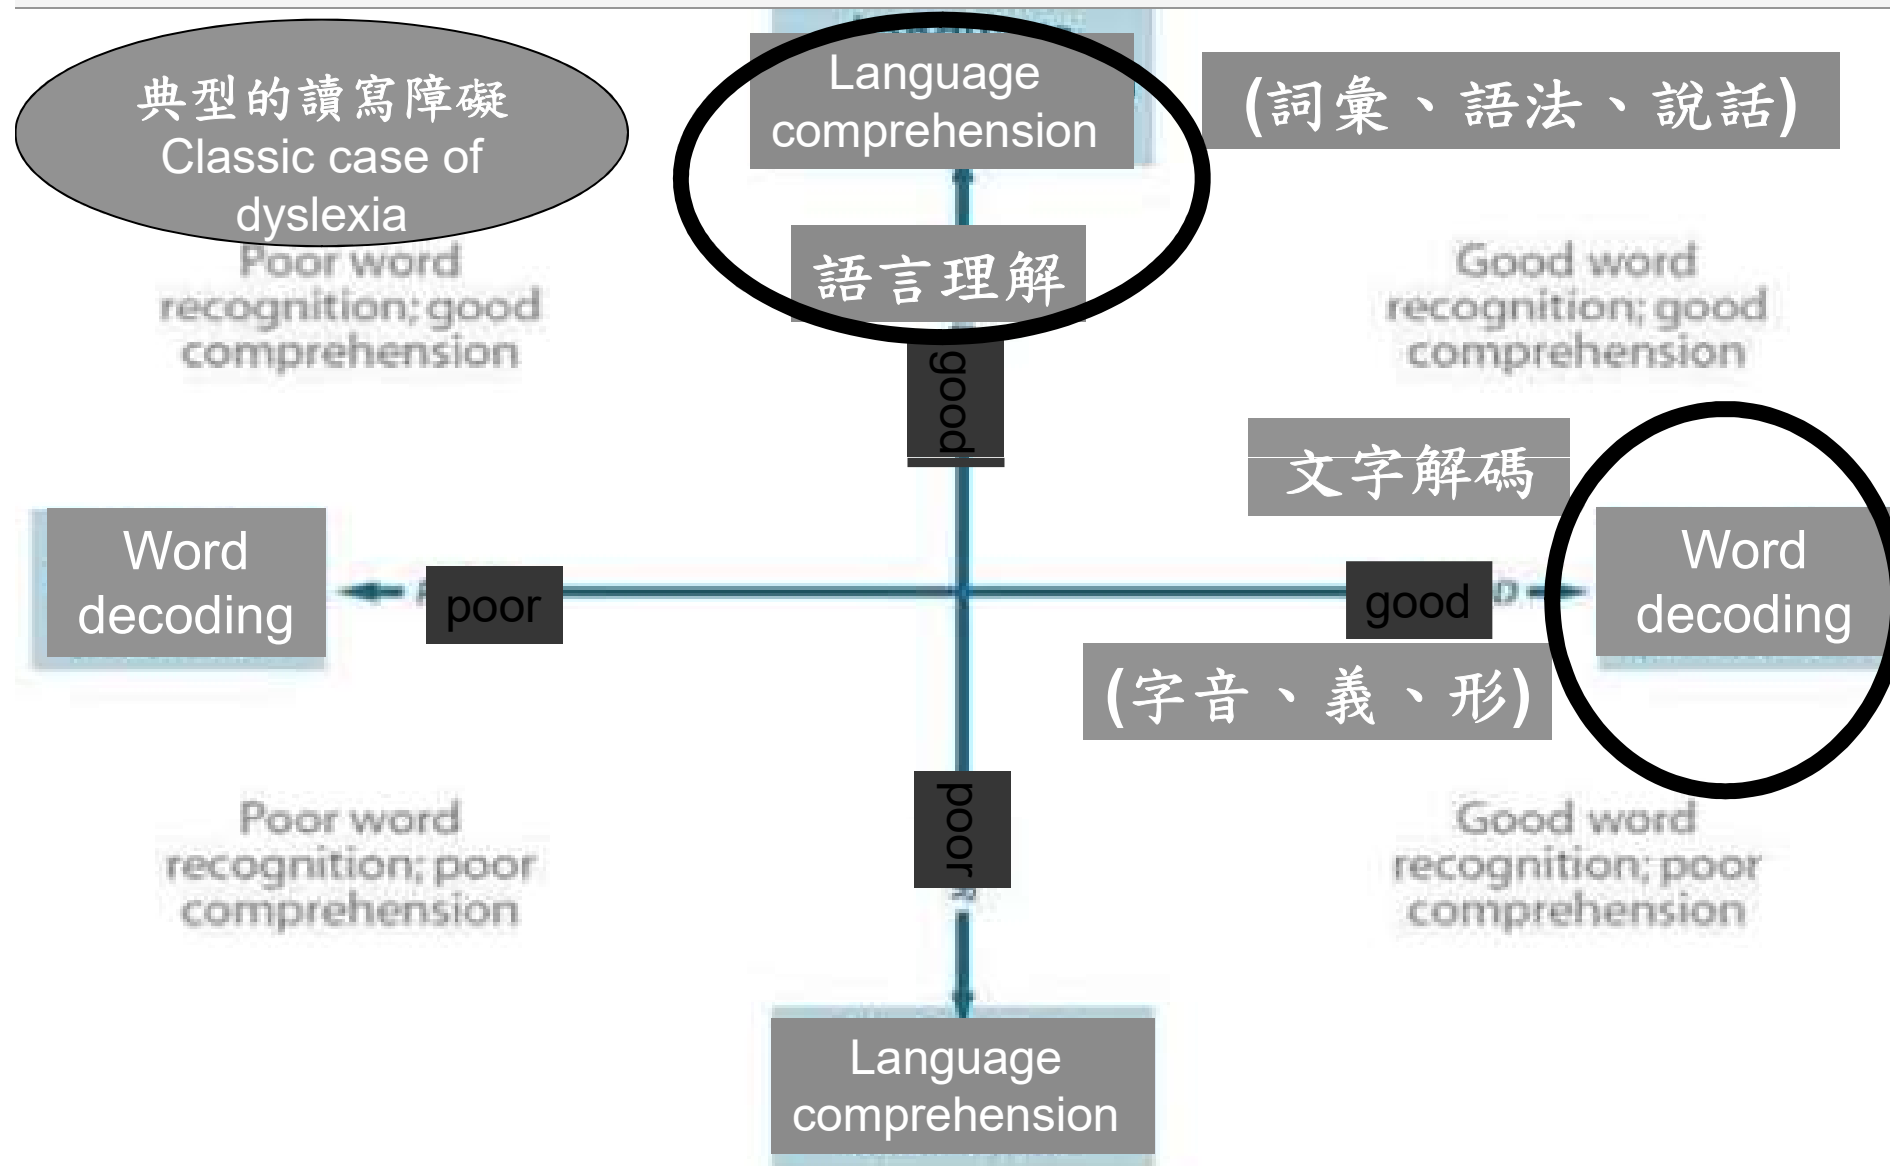 典型的讀寫障礙
Classic case of
dyslexia
Language
comprehension
(詞彙、語法、說話)
語言理解
Poor word
recognition; good
comprehension
Good word
recognition; good
comprehension
good
文字解碼
Word
decoding
poor
good
Word
decoding
(字音、義、形)
poor
Poor word
recognition; poor
comprehension
Good word
recognition; poor
comprehension
Language
comprehension